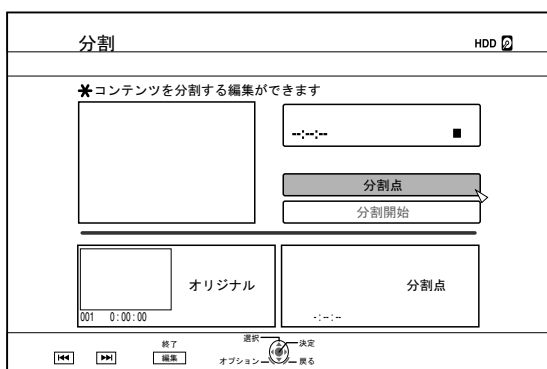 分割
HDD
*コンテンツを分割する編集ができます
--:--:--
分割点
分割開始
オリジナル
001 0:00:00
分割点
-:--:--
終了
編集
選択
決定
オプション
戻る